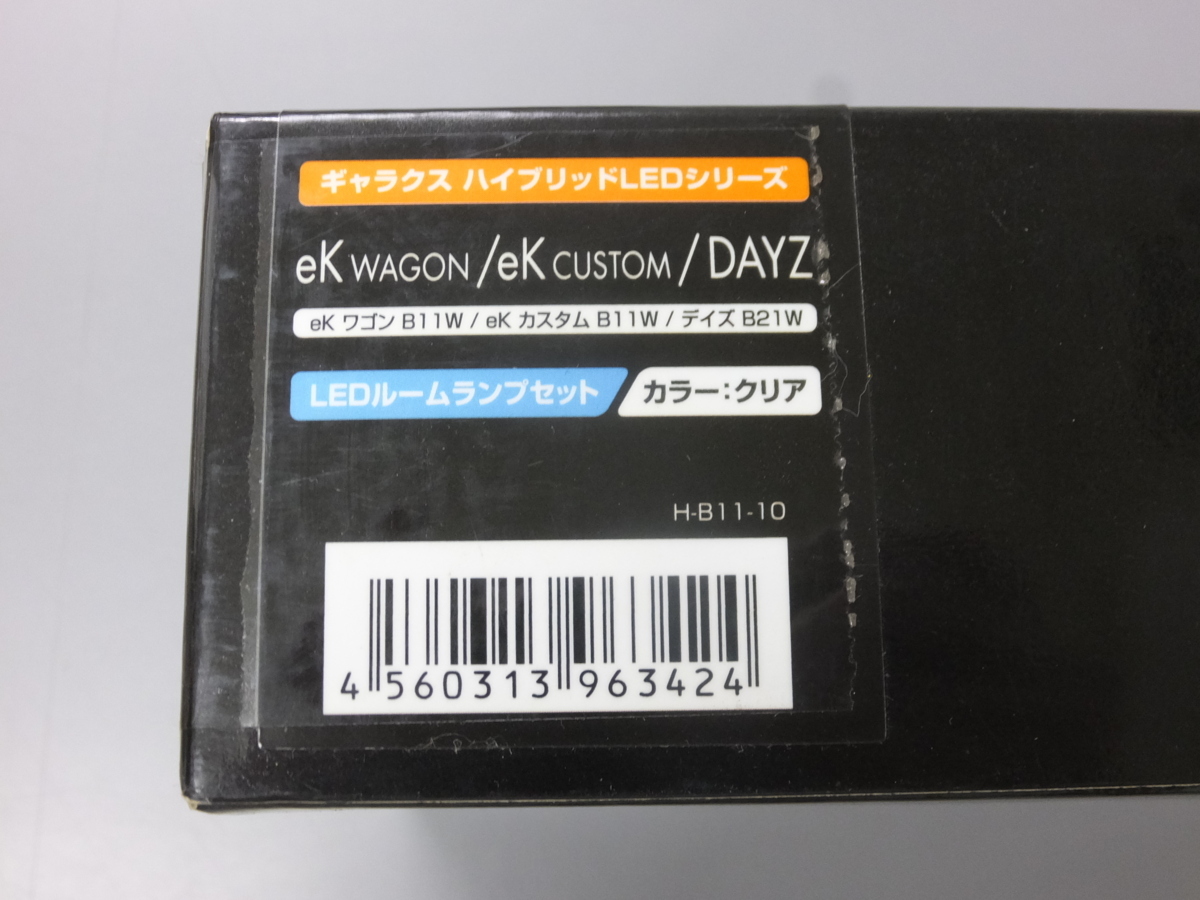 ギャラクス ハイブリッドLEDシリーズ
eK WAGON /eK CUSTOM / DAYZ
eK ワゴン B11W / eK カスタム B11W / デイズ B21W
LEDルームランプセット カラー:クリア
H-B11-10
4 560313 963424